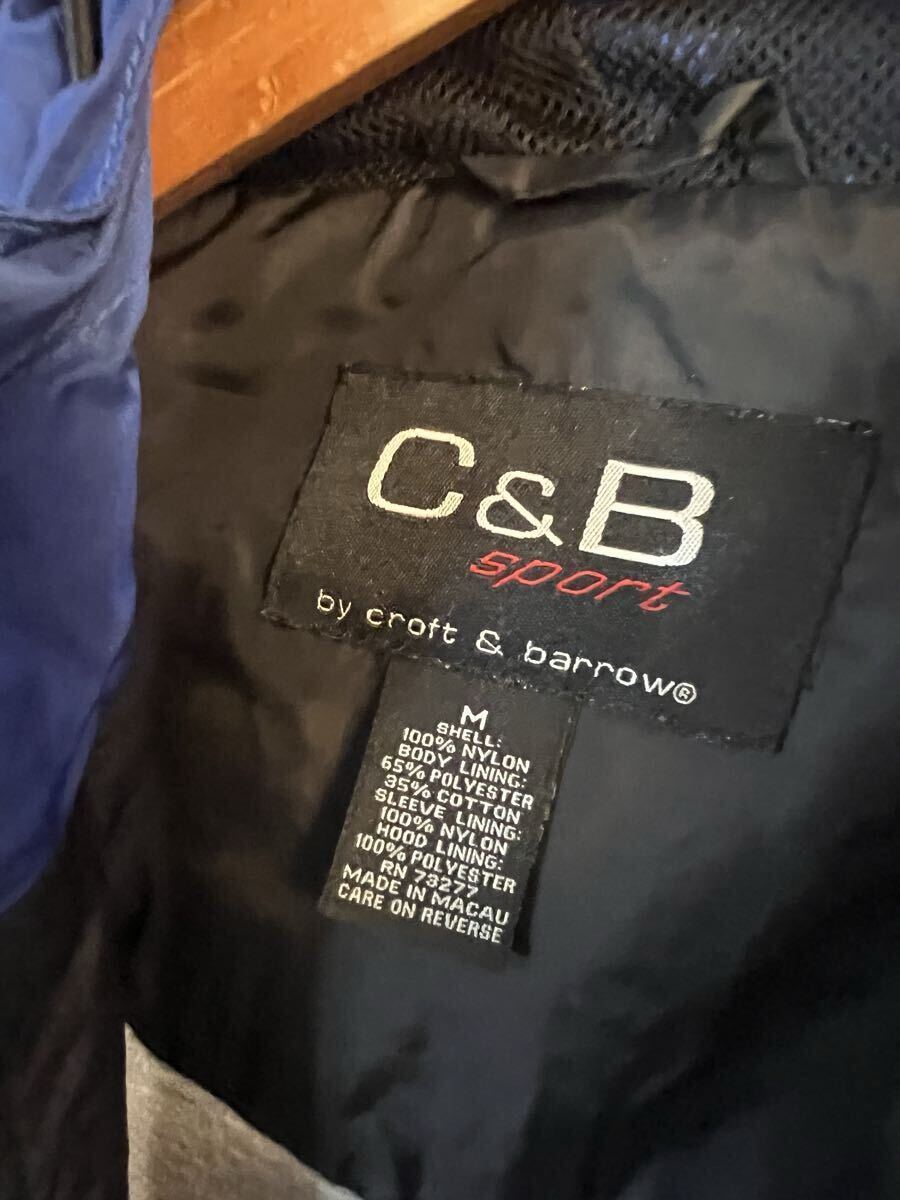 C&B
sport
by croft & barrow®
M
SHELL:
100% NYLON
BODY LINING:
65% POLYESTER
35% COTTON
SLEEVE LINING:
100% NYLON
HOOD LINING:
100% POLYESTER
RN 73277
MADE IN MACAU
CARE ON REVERSE